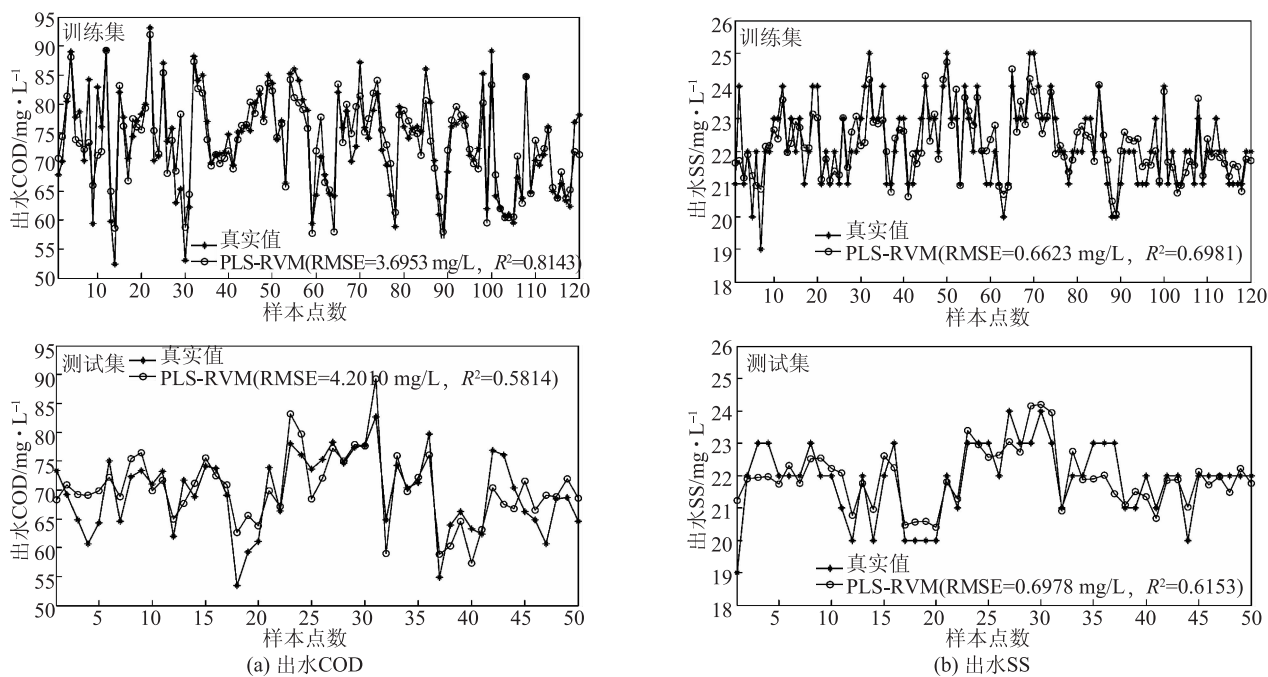 训练集
95
90
85
80
75
70
65
60
55
50
出水COD/mg·L⁻¹
真实值
PLS-RVM(RMSE=3.6953 mg/L, R²=0.8143)
10 20 30 40 50 60 70 80 90 100 110 120
样本点数
训练集
26
25
24
23
22
21
20
19
18
出水SS/mg·L⁻¹
真实值
PLS-RVM(RMSE=0.6623 mg/L, R²=0.6981)
10 20 30 40 50 60 70 80 90 100 110 120
样本点数
测试集
95
90
85
80
75
70
65
60
55
50
出水COD/mg·L⁻¹
真实值
PLS-RVM(RMSE=4.2010 mg/L, R²=0.5814)
5 10 15 20 25 30 35 40 45 50
样本点数
(a) 出水COD
测试集
26
25
24
23
22
21
20
19
18
出水SS/mg·L⁻¹
真实值
PLS-RVM(RMSE=0.6978 mg/L, R²=0.6153)
5 10 15 20 25 30 35 40 45 50
样本点数
(b) 出水SS